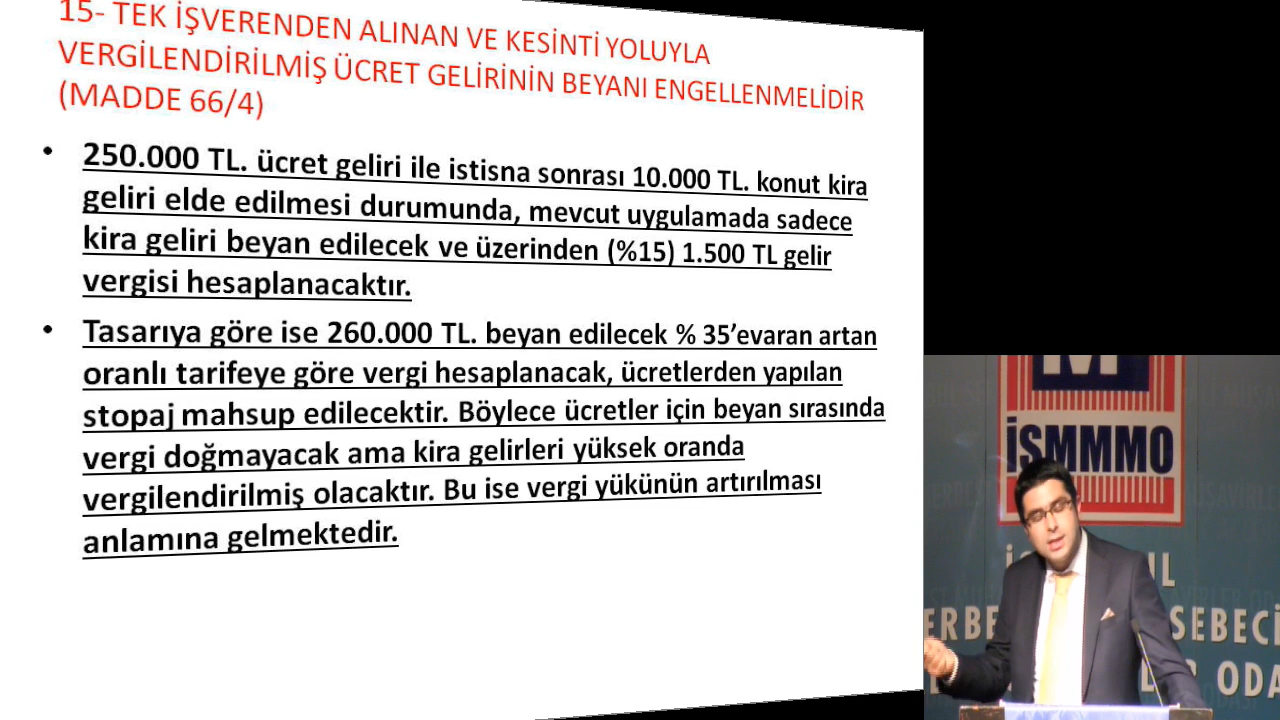 15- TEK İŞVERENDEN ALINAN VE KESİNTİ YOLUYLA
VERGİLENDİRİLMİŞ ÜCRET GELİRİNİN BEYANI ENGELLENMELİDİR
(MADDE 66/4)
• 250.000 TL. ücret geliri ile istisna sonrası 10.000 TL. konut kira
geliri elde edilmesi durumunda, mevcut uygulamada sadece
kira geliri beyan edilecek ve üzerinden (%15) 1.500 TL gelir
vergisi hesaplanacaktır.
• Tasarıya göre ise 260.000 TL. beyan edilecek % 35’evaran artan
oranlı tarifeye göre vergi hesaplanacak, ücretlerden yapılan
stopaj mahsup edilecektir. Böylece ücretler için beyan sırasında
vergi doğmayacak ama kira gelirleri yüksek oranda
vergilendirilmiş olacaktır. Bu ise vergi yükünün artırılması
anlamına gelmektedir.
İSMMMO